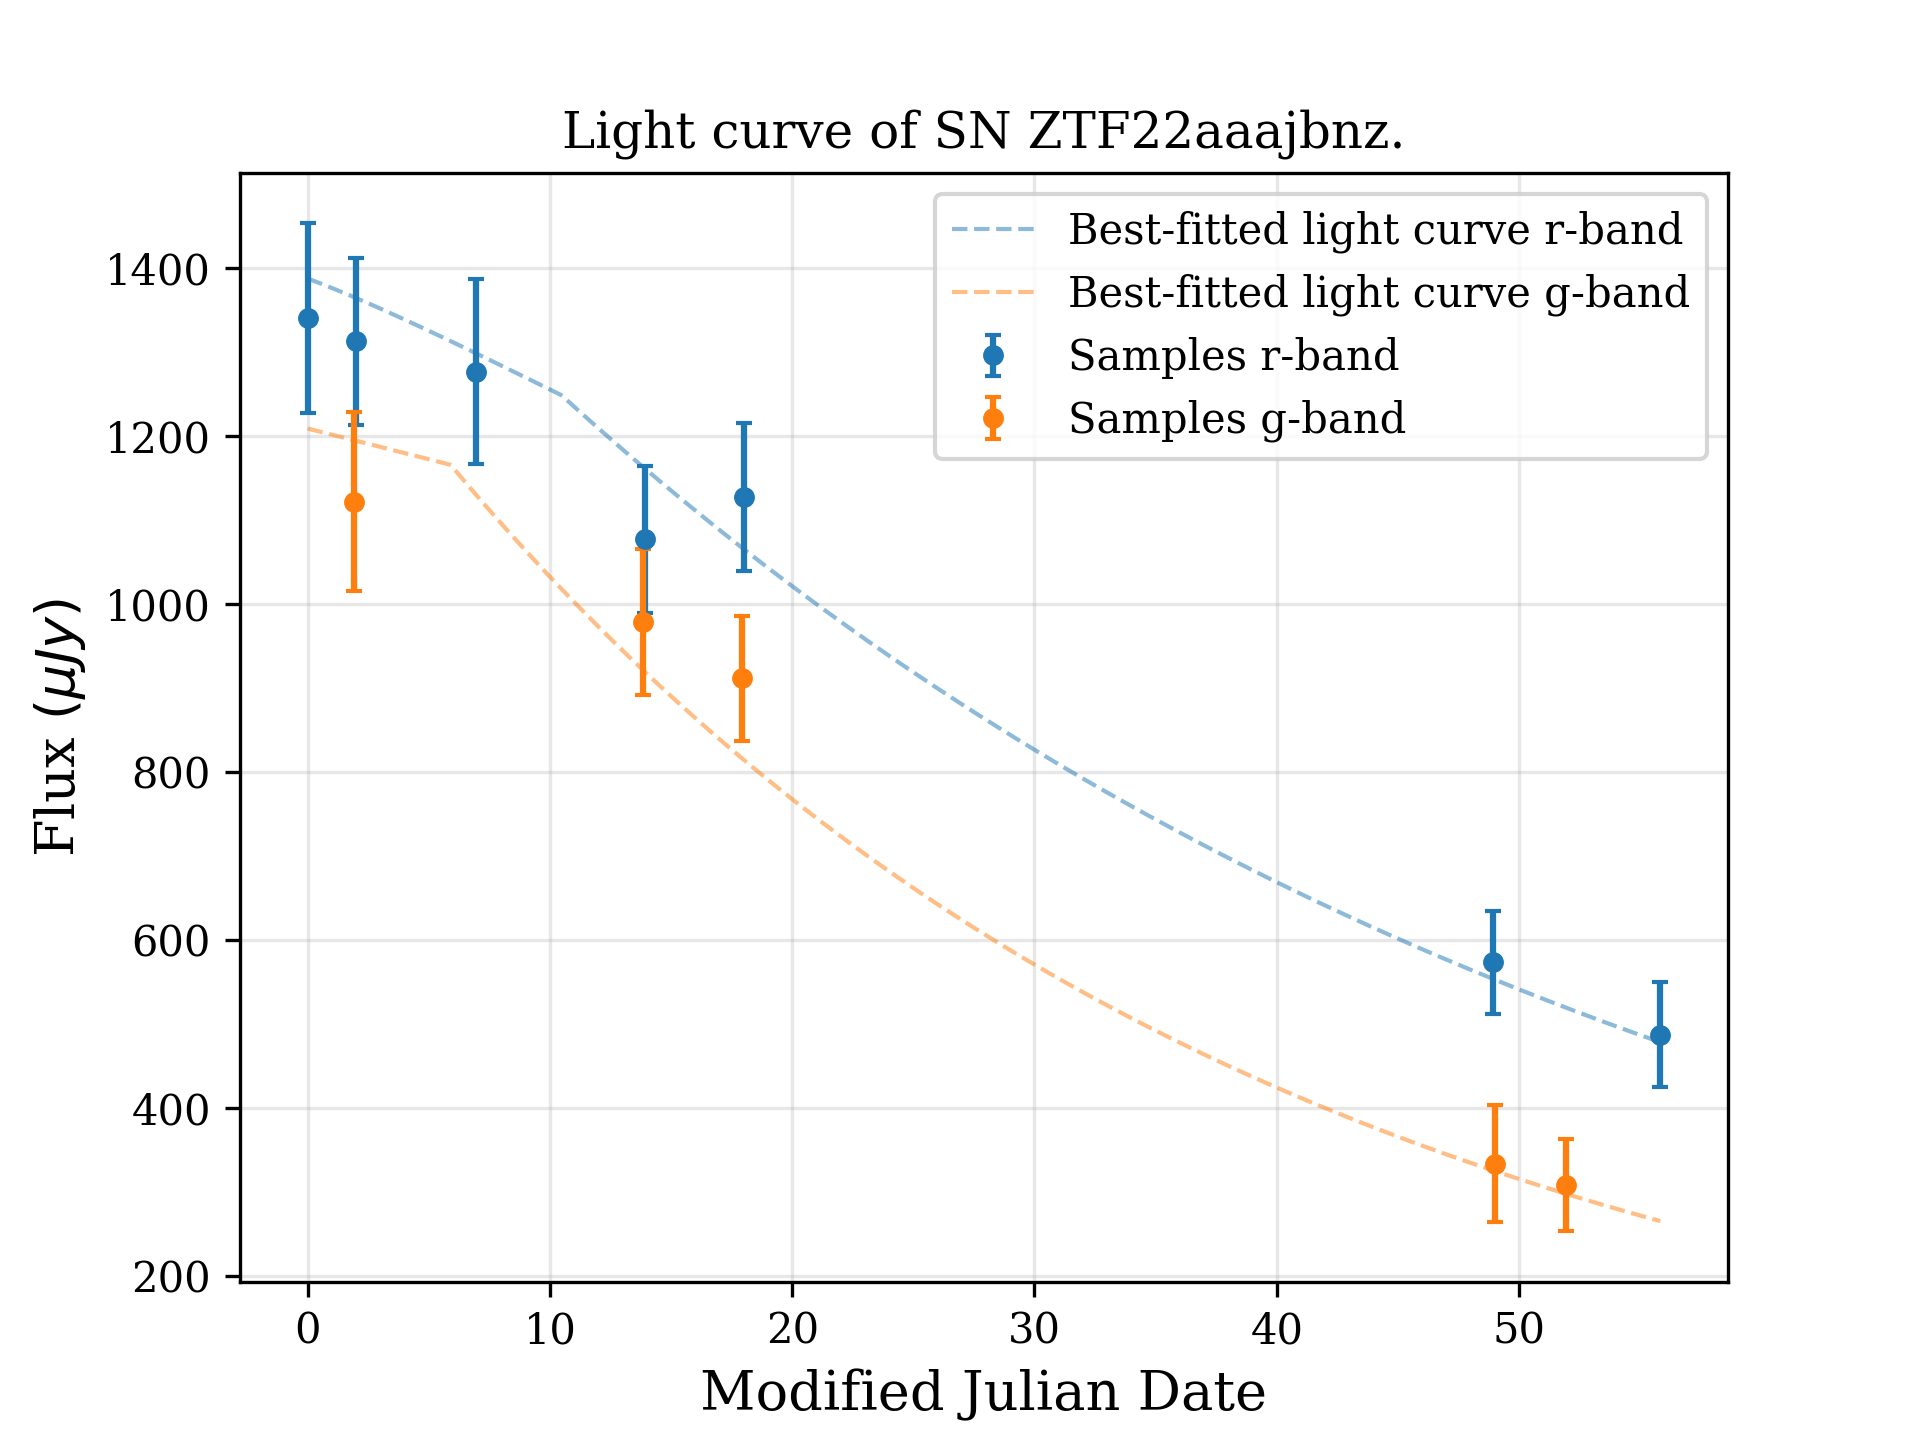 Light curve of SN ZTF22aaajbnz.
Best-fitted light curve r-band
Best-fitted light curve g-band
Samples r-band
Samples g-band
Flux (μJy)
1400
1200
1000
800
600
400
200
0 10 20 30 40 50
Modified Julian Date